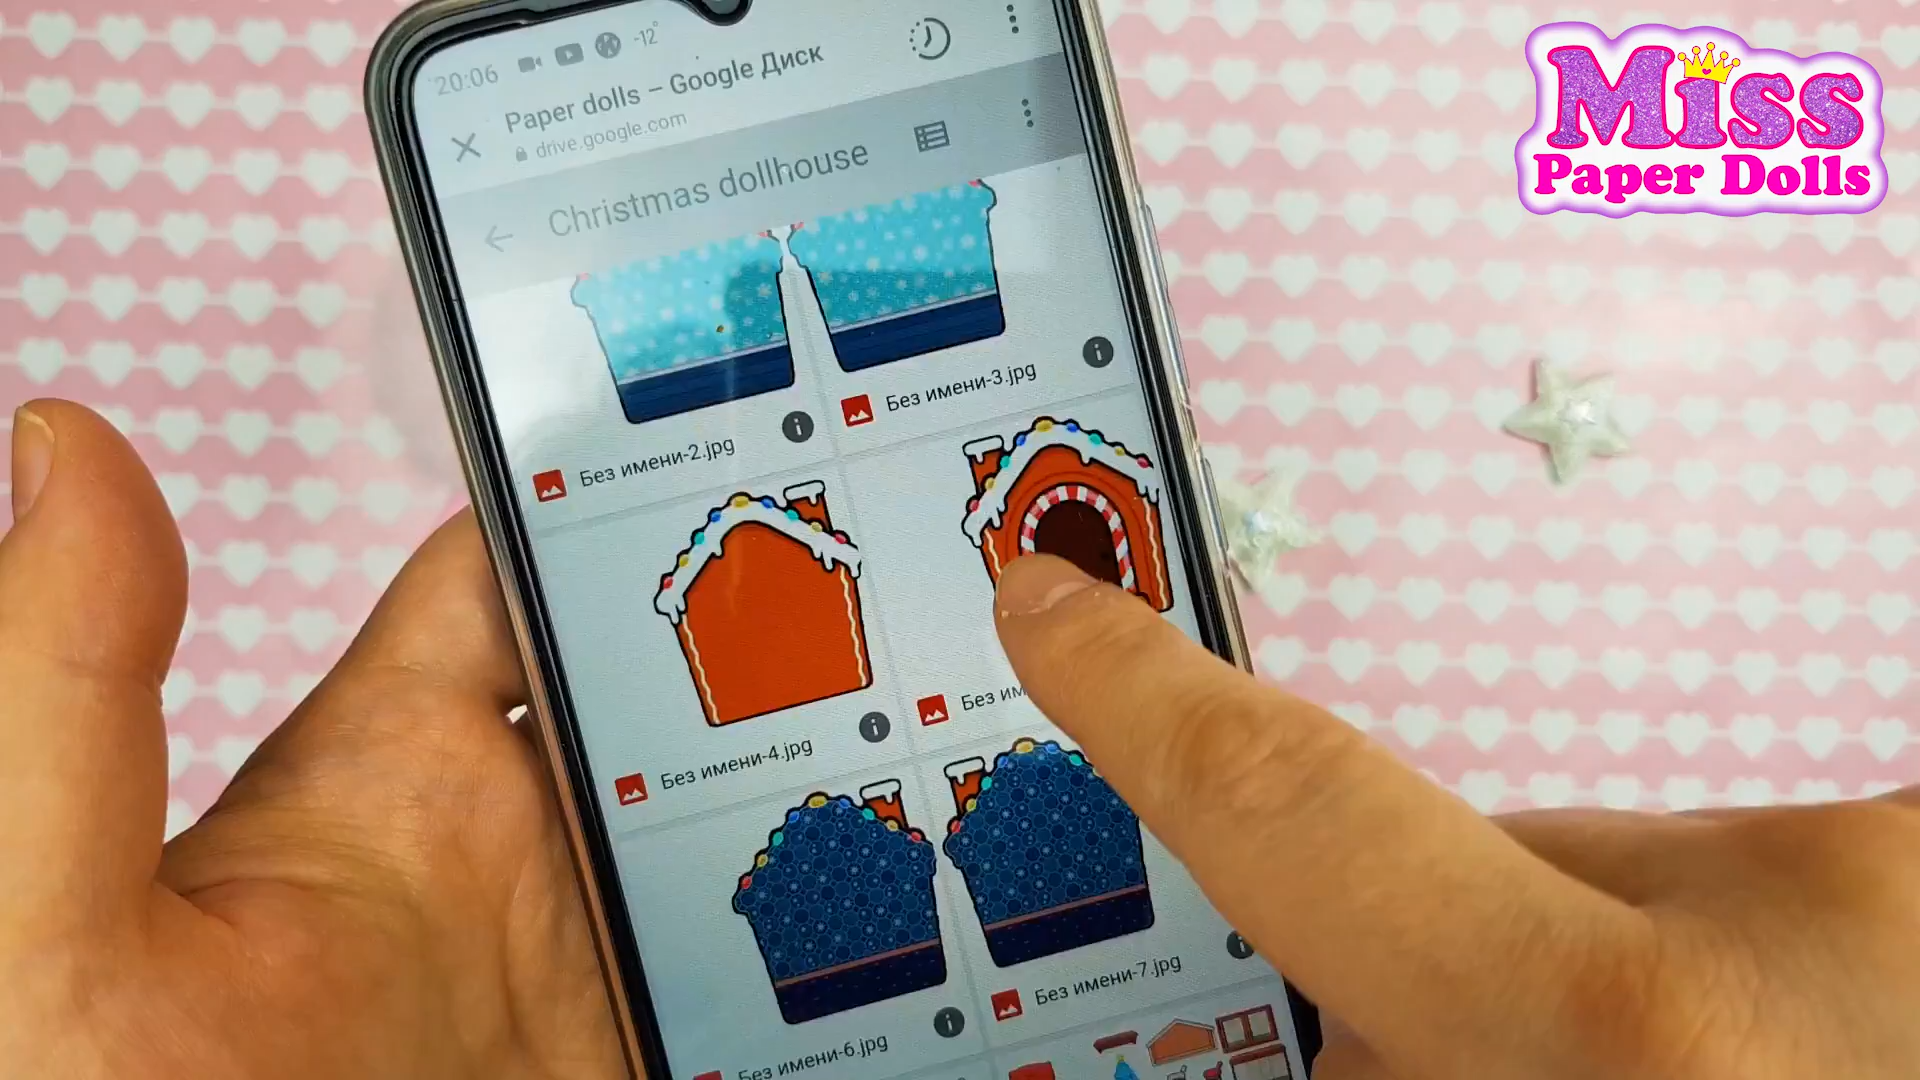 20:06 -12°
Paper dolls – Google Диск
drive.google.com
Christmas dollhouse
Без имени-2.jpg
Без имени-3.jpg
Без имени-4.jpg
Без
Без имени-6.jpg
Без имени-7.jpg
Miss
Paper Dolls